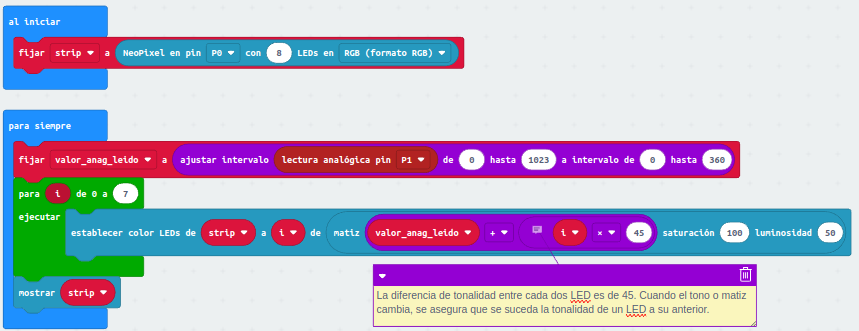 al iniciar
fijar strip a NeoPixel en pin P0 con 8 LEDs en RGB (formato RGB)
para siempre
fijar valor_anag_leido a ajustar intervalo lectura analógica pin P1 de 0 hasta 1023 a intervalo de 0 hasta 360
para i de 0 a 7
ejecutar
establecer color LEDs de strip a i de matiz valor_anag_leido + i × 45 saturación 100 luminosidad 50
mostrar strip
La diferencia de tonalidad entre cada dos LED es de 45. Cuando el tono o matiz
cambia, se asegura que se suceda la tonalidad de un LED a su anterior.